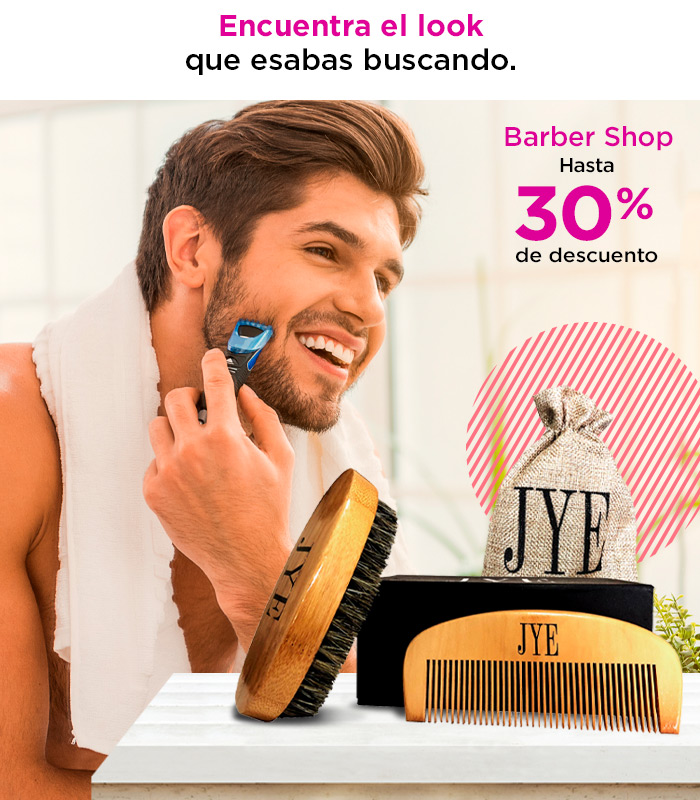 Encuentra el look
que esabas buscando.
Barber Shop
Hasta
30%
de descuento
JYE
JYE
JYE